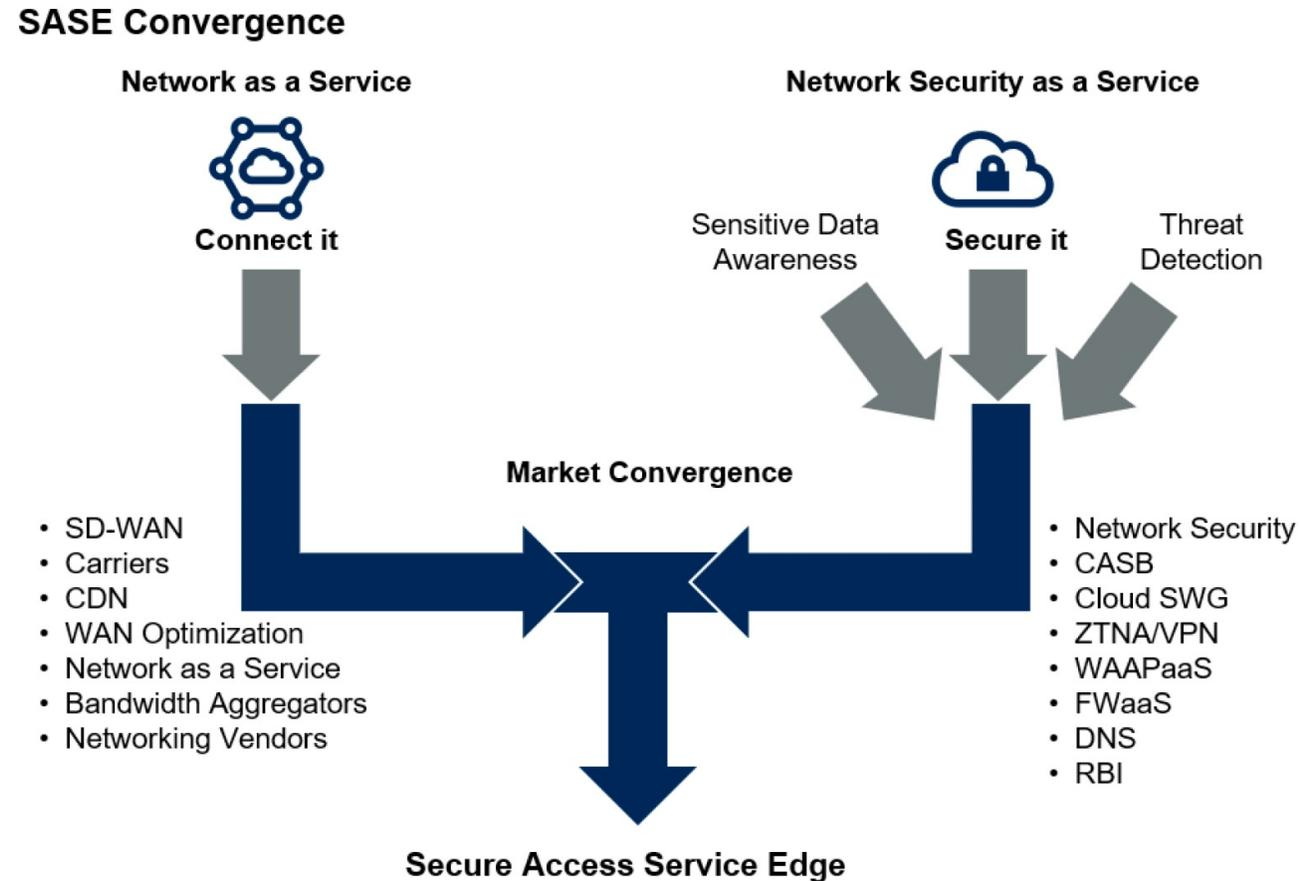 SASE Convergence
Network as a Service
Connect it
Network Security as a Service
Sensitive Data
Awareness
Secure it
Threat
Detection
Market Convergence
• SD-WAN
• Carriers
• CDN
• WAN Optimization
• Network as a Service
• Bandwidth Aggregators
• Networking Vendors
• Network Security
• CASB
• Cloud SWG
• ZTNA/VPN
• WAAPaaS
• FWaaS
• DNS
• RBI
Secure Access Service Edge